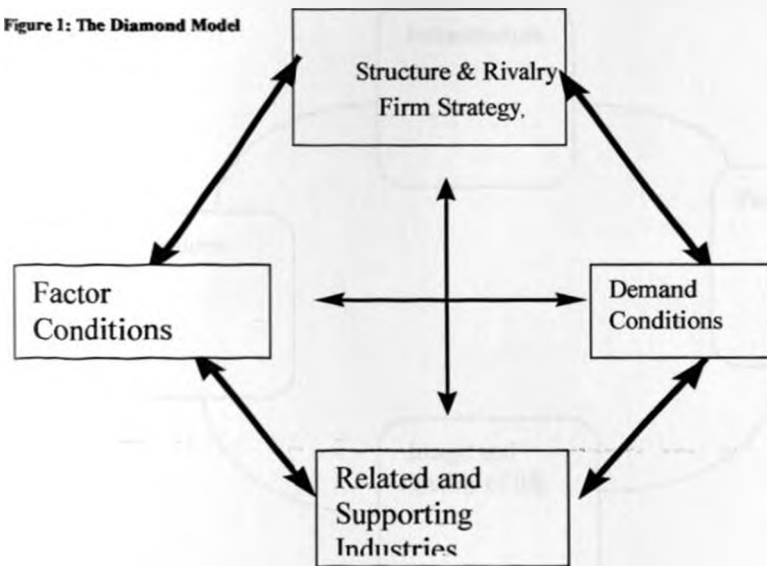 Figure 1: The Diamond Model
Structure & Rivalry
Firm Strategy,
Factor
Conditions
Demand
Conditions
Related and
Supporting
Industries